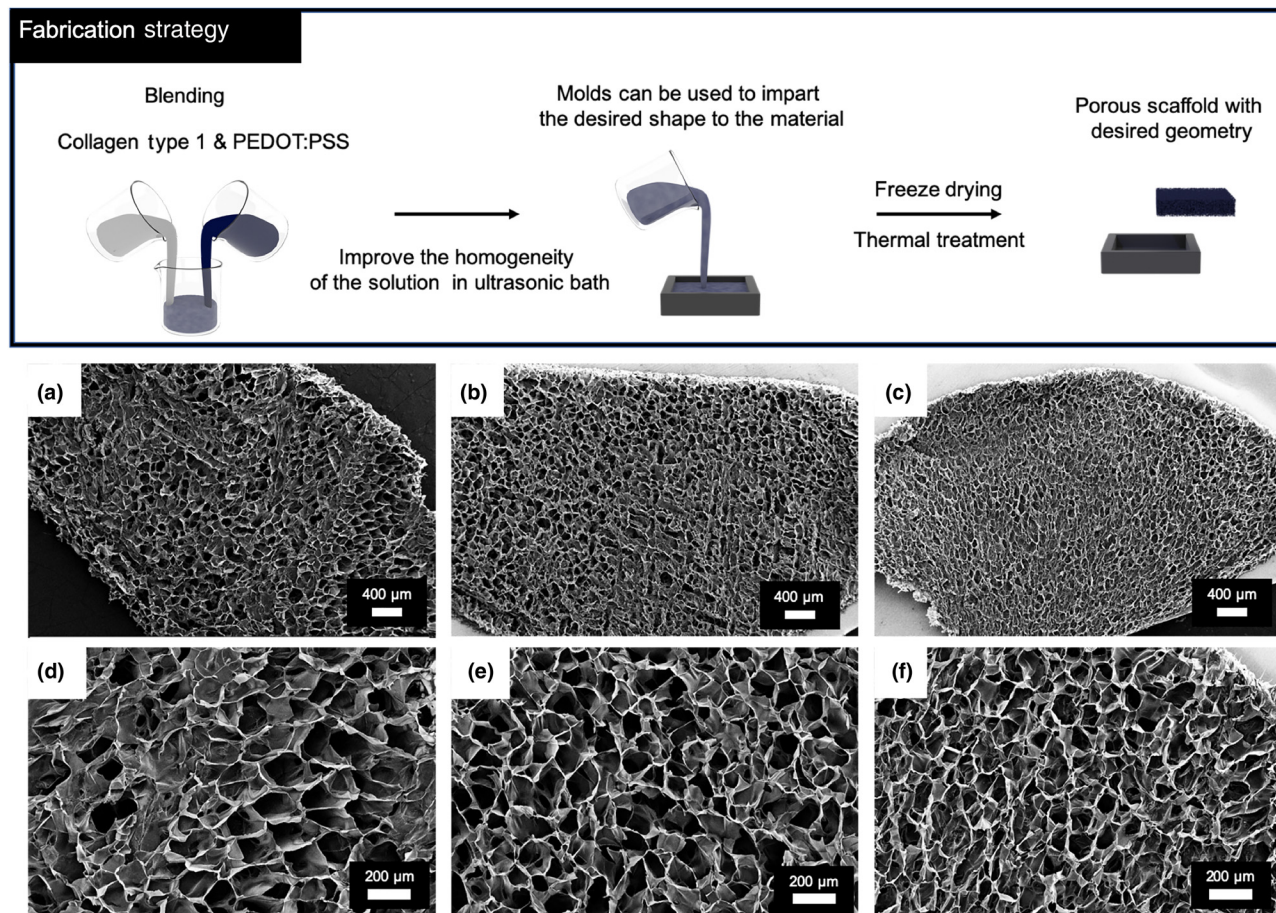 Fabrication strategy
Blending
Collagen type 1 & PEDOT:PSS
Improve the homogeneity
of the solution in ultrasonic bath
Molds can be used to impart
the desired shape to the material
Freeze drying
Thermal treatment
Porous scaffold with
desired geometry
(a)
400 µm
(b)
400 µm
(c)
400 µm
(d)
200 µm
(e)
200 µm
(f)
200 µm